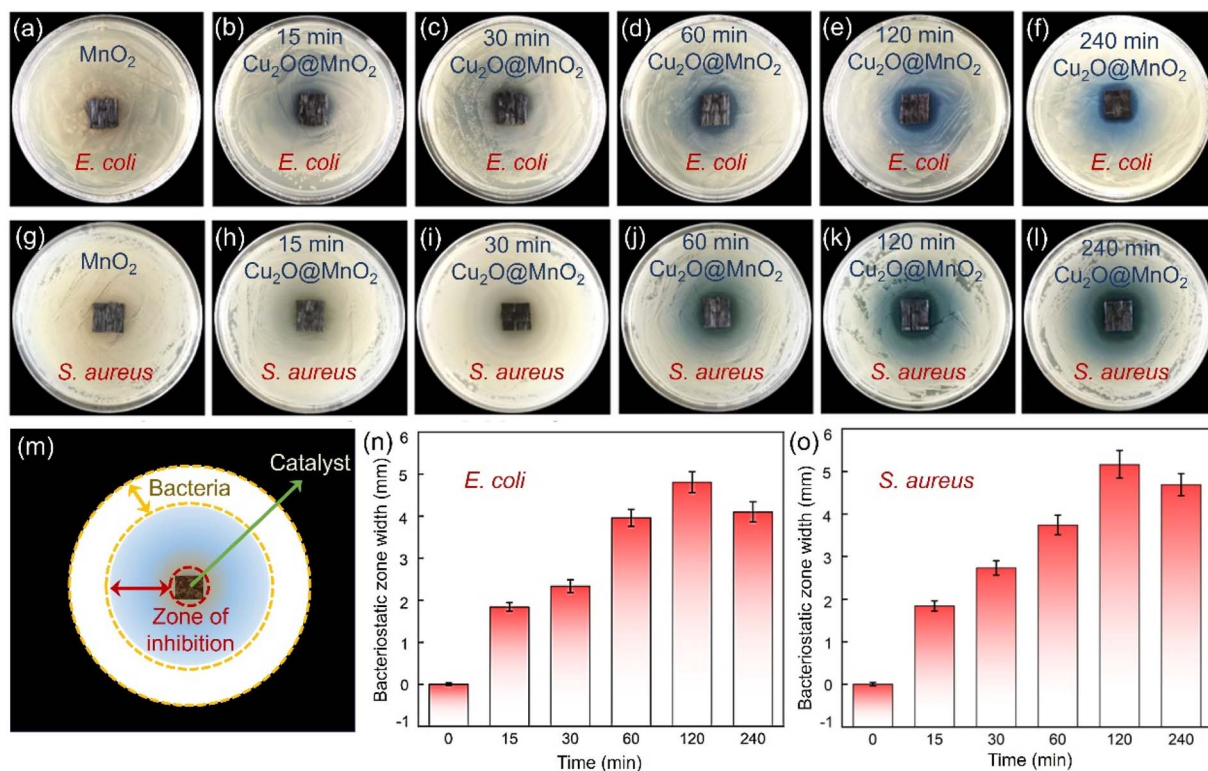 (a)
MnO₂
E. coli
(b)
15 min
Cu₂O@MnO₂
E. coli
(c)
30 min
Cu₂O@MnO₂
E. coli
(d)
60 min
Cu₂O@MnO₂
E. coli
(e)
120 min
Cu₂O@MnO₂
E. coli
(f)
240 min
Cu₂O@MnO₂
E. coli
(g)
MnO₂
S. aureus
(h)
15 min
Cu₂O@MnO₂
S. aureus
(i)
30 min
Cu₂O@MnO₂
S. aureus
(j)
60 min
Cu₂O@MnO₂
S. aureus
(k)
120 min
Cu₂O@MnO₂
S. aureus
(l)
240 min
Cu₂O@MnO₂
S. aureus
(m)
Catalyst
Bacteria
Zone of
inhibition
(n)
E. coli
Bacteriostatic zone width (mm)
6
5
4
3
2
1
0
-1
0 15 30 60 120 240
Time (min)
(o)
S. aureus
Bacteriostatic zone width (mm)
6
5
4
3
2
1
0
-1
0 15 30 60 120 240
Time (min)